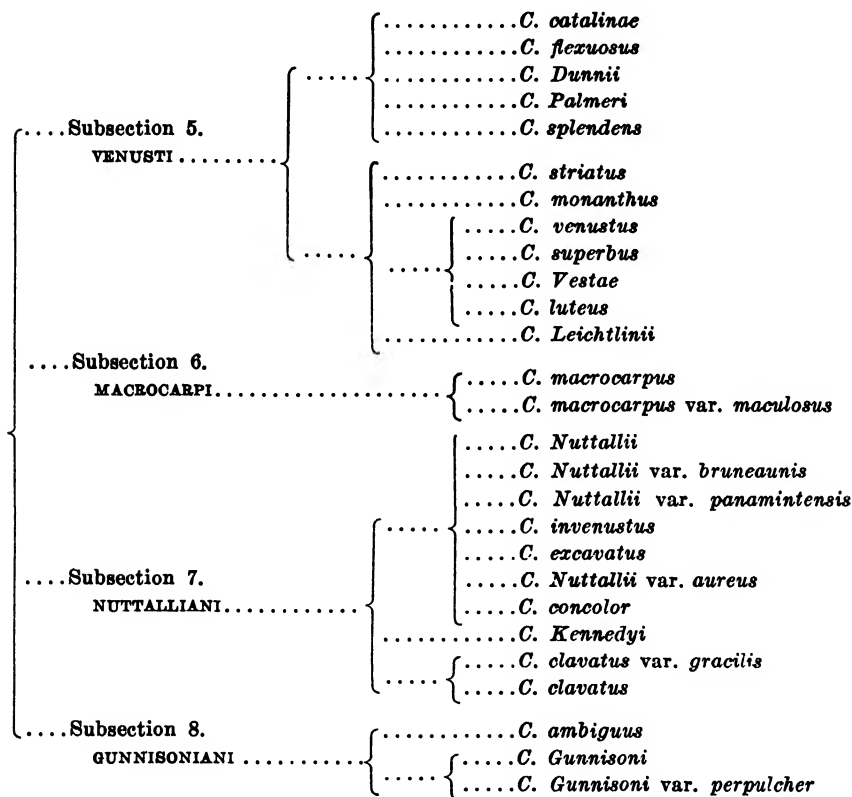 C. catalinae
C. flexuosus
C. Dunnii
C. Palmeri
....Subsection 5. ............C. splendens
VENUSTI
C. striatus
C. monanthus
C. venustus
C. superbus
C. Vestae
C. luteus
C. Leichtlinii
....Subsection 6.
MACROCARPI
C. macrocarpus
C. macrocarpus var. maculosus
C. Nuttallii
C. Nuttallii var. bruneaunis
C. Nuttallii var. panamintensis
C. invenustus
C. excavatus
....Subsection 7. .....C. Nuttallii var. aureus
NUTTALLIANI
C. concolor
C. Kennedyi
C. clavatus var. gracilis
C. clavatus
....Subsection 8. ............C. ambiguus
GUNNISONIANI ............ .....C. Gunnisoni
C. Gunnisoni var. perpulcher